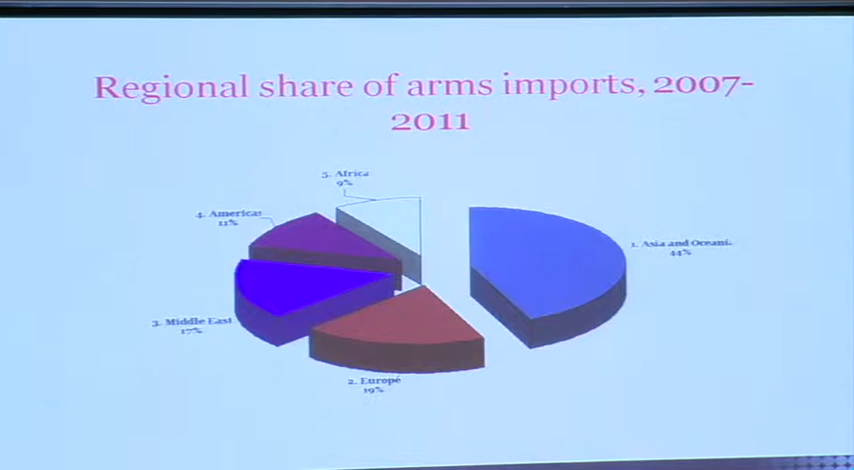 Regional share of arms imports, 2007-
2011
5. Africa
9%
4. Americas
11%
1. Asia and Oceania
44%
3. Middle East
17%
2. Europe
19%